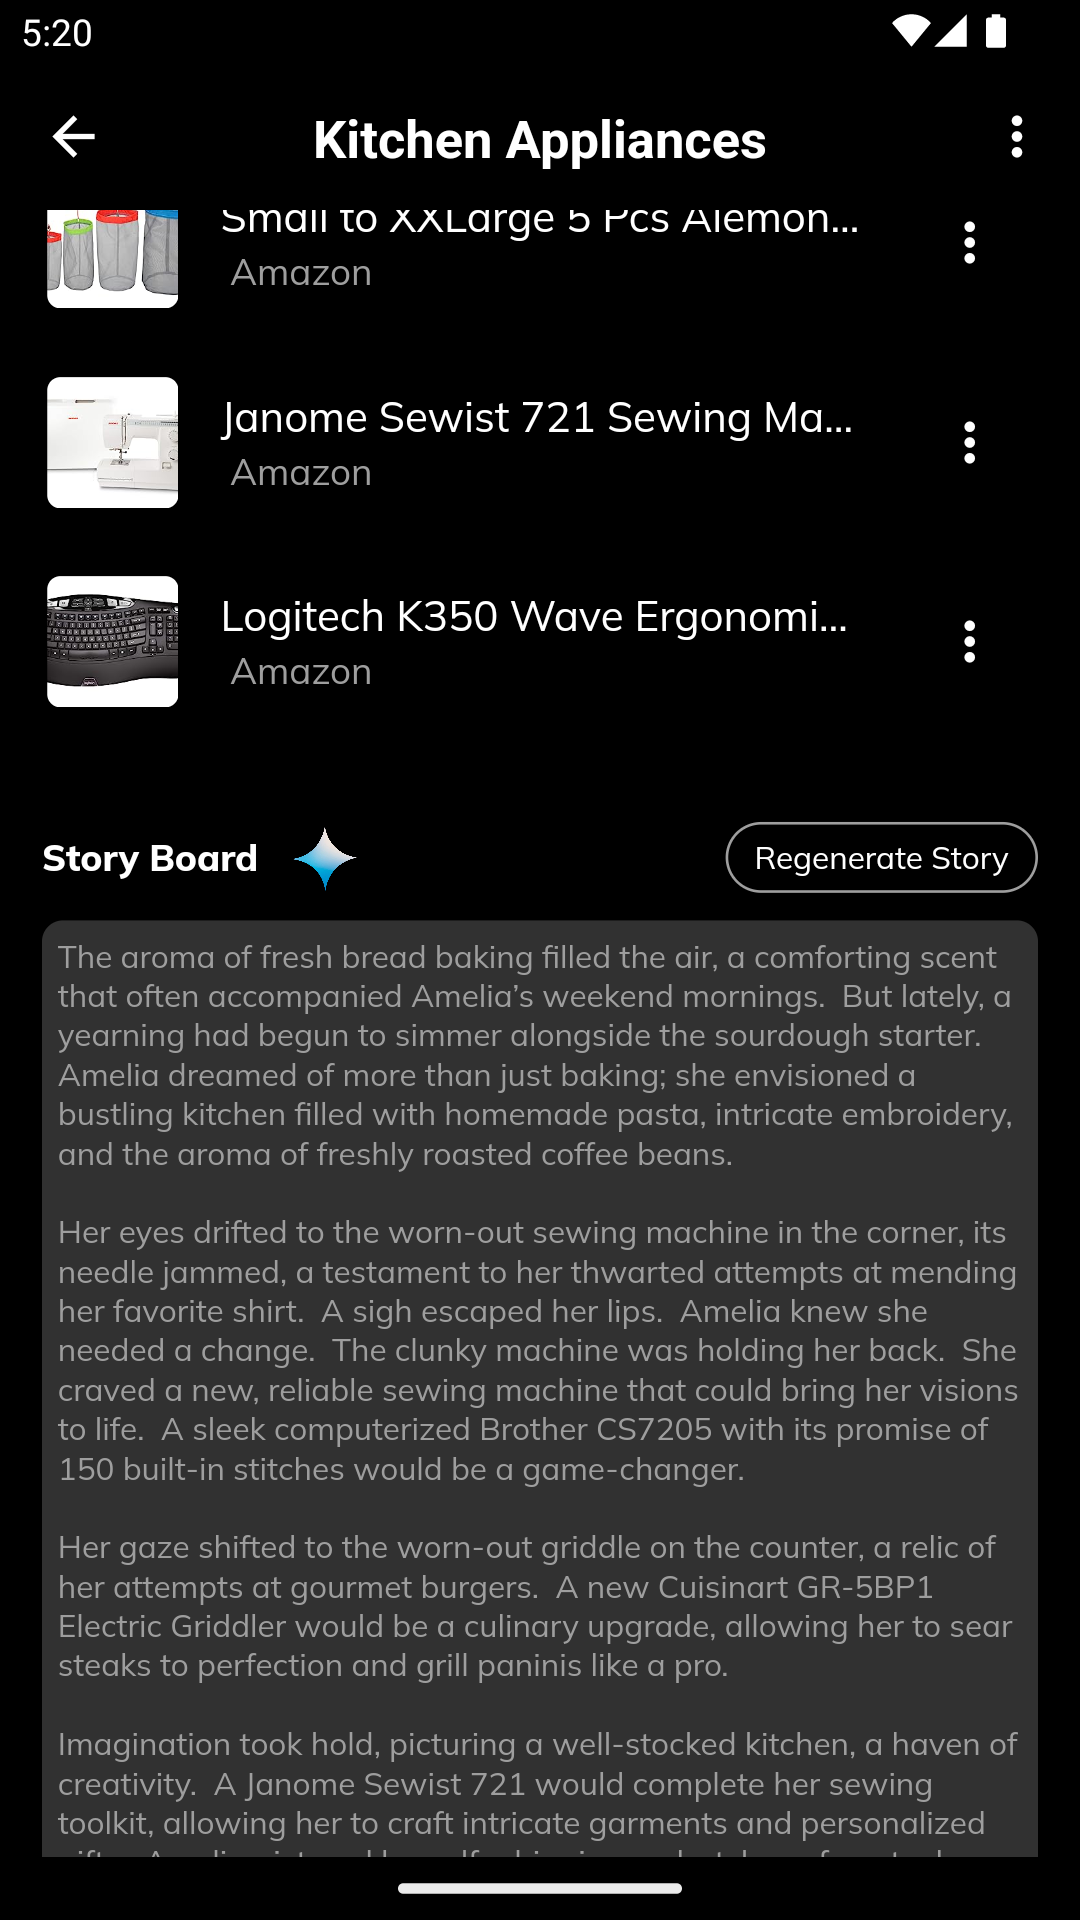 5:20
Kitchen Appliances
Small to XXLarge 5 Pcs Alemon...
Amazon
Janome Sewist 721 Sewing Ma...
Amazon
Logitech K350 Wave Ergonomi...
Amazon
Story Board
Regenerate Story
The aroma of fresh bread baking filled the air, a comforting scent
that often accompanied Amelia’s weekend mornings.  But lately, a
yearning had begun to simmer alongside the sourdough starter.
Amelia dreamed of more than just baking; she envisioned a
bustling kitchen filled with homemade pasta, intricate embroidery,
and the aroma of freshly roasted coffee beans.
Her eyes drifted to the worn-out sewing machine in the corner, its
needle jammed, a testament to her thwarted attempts at mending
her favorite shirt.  A sigh escaped her lips.  Amelia knew she
needed a change.  The clunky machine was holding her back.  She
craved a new, reliable sewing machine that could bring her visions
to life.  A sleek computerized Brother CS7205 with its promise of
150 built-in stitches would be a game-changer.
Her gaze shifted to the worn-out griddle on the counter, a relic of
her attempts at gourmet burgers.  A new Cuisinart GR-5BP1
Electric Griddler would be a culinary upgrade, allowing her to sear
steaks to perfection and grill paninis like a pro.
Imagination took hold, picturing a well-stocked kitchen, a haven of
creativity.  A Janome Sewist 721 would complete her sewing
toolkit, allowing her to craft intricate garments and personalized